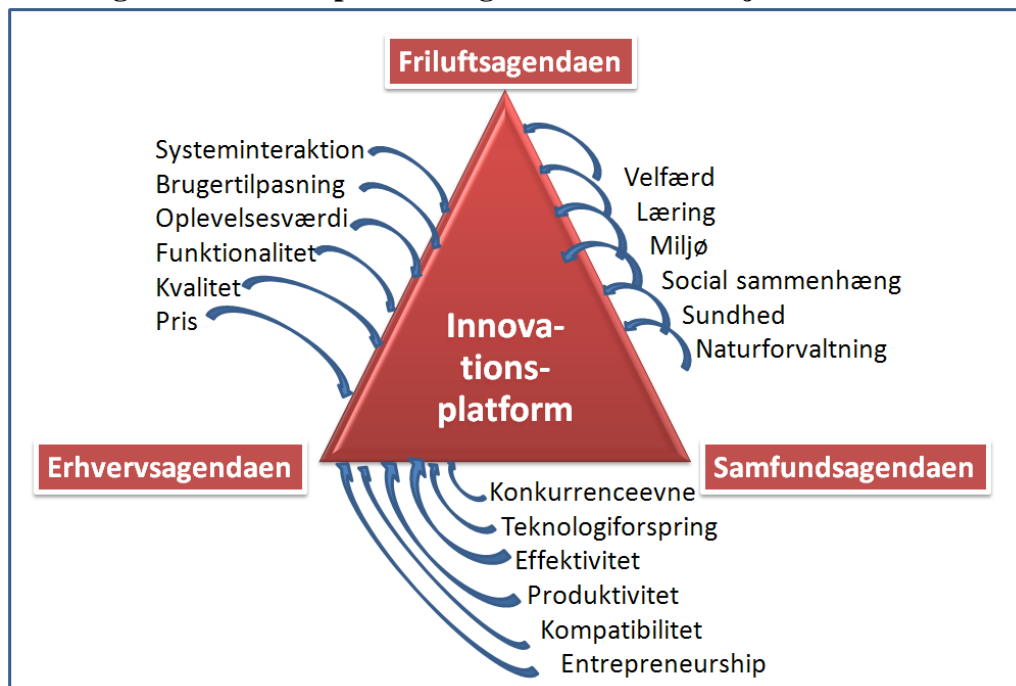 Friluftsagendaen
Systeminteraktion
Brugertilpasning
Oplevelsesværdi
Funktionalitet
Kvalitet
Pris
Velfærd
Læring
Miljø
Social sammenhæng
Sundhed
Naturforvaltning
Innova-
tions-
platform
Erhvervsagendaen
Samfundsagendaen
Konkurrenceevne
Teknologiforspring
Effektivitet
Produktivitet
Kompatibilitet
Entrepreneurship